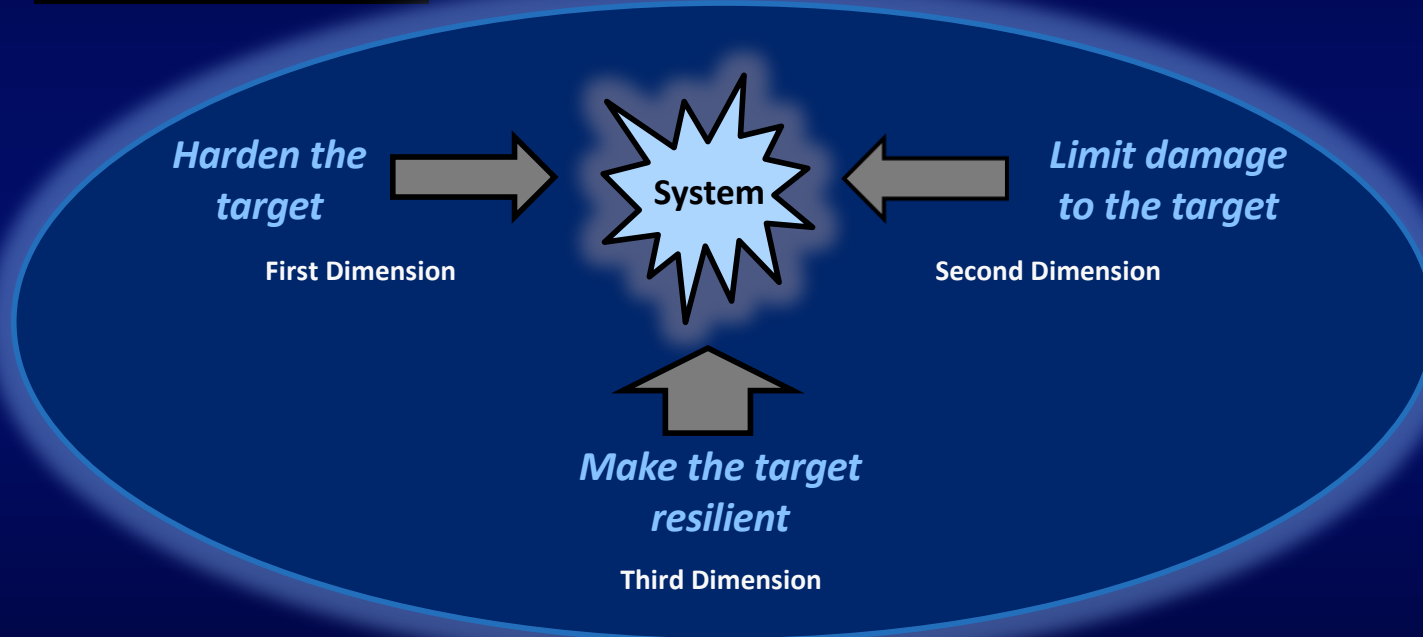 Harden the
target
First Dimension
System
Limit damage
to the target
Second Dimension
Make the target
resilient
Third Dimension